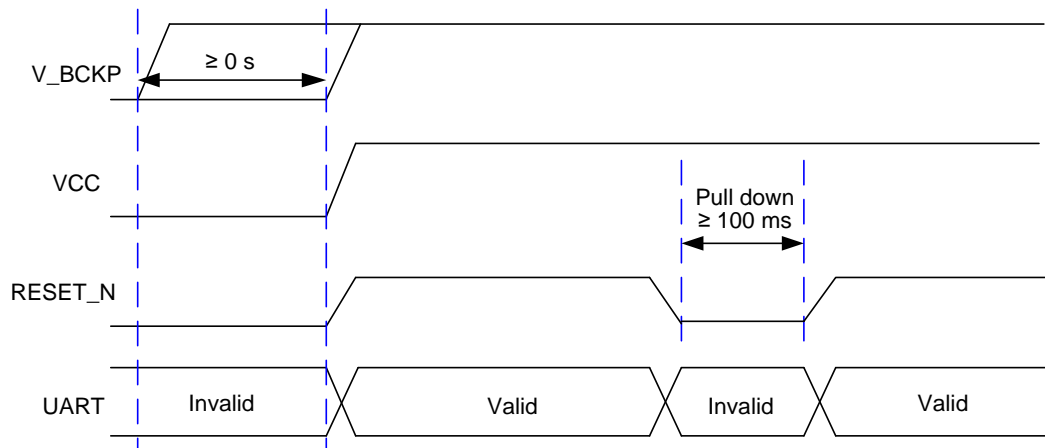 V_BCKP
≥ 0 s
VCC
Pull down
≥ 100 ms
RESET_N
UART
Invalid
Valid
Invalid
Valid